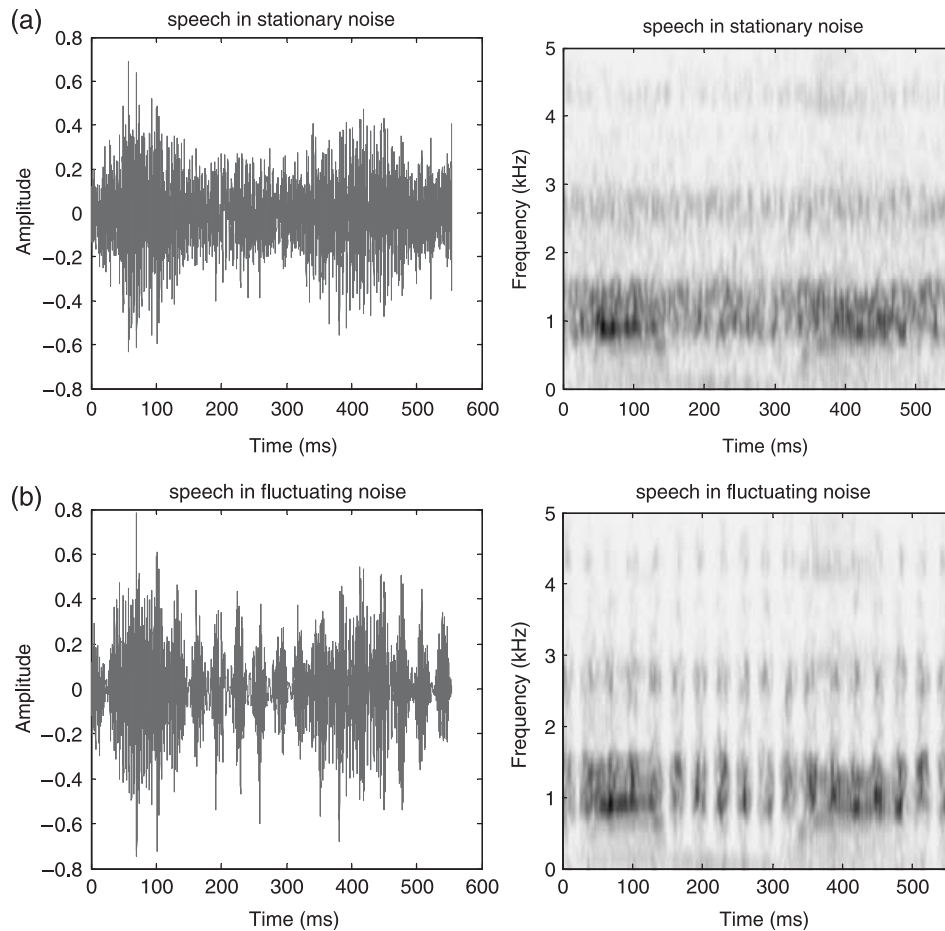 (a)
speech in stationary noise
0.8
0.6
0.4
0.2
0
−0.2
−0.4
−0.6
−0.8
Amplitude
0 100 200 300 400 500 600
Time (ms)
speech in stationary noise
5
4
3
2
1
0
Frequency (kHz)
0 100 200 300 400 500
Time (ms)
(b)
speech in fluctuating noise
0.8
0.6
0.4
0.2
0
−0.2
−0.4
−0.6
−0.8
Amplitude
0 100 200 300 400 500 600
Time (ms)
speech in fluctuating noise
5
4
3
2
1
0
Frequency (kHz)
0 100 200 300 400 500
Time (ms)